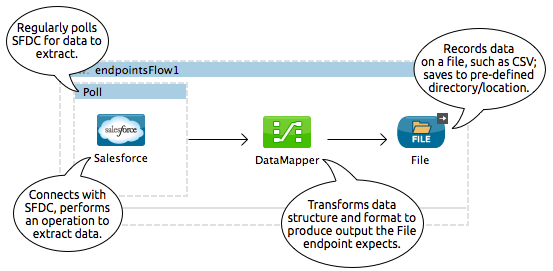 Regularly polls
SFDC for data to
extract.
endpointsFlow1
Records data
on a file, such as CSV;
saves to pre-defined
directory/location.
Poll
salesforce
Salesforce
DataMapper
FILE
File
Connects with
SFDC, performs
an operation to
extract data.
Transforms data
structure and format to
produce output the File
endpoint expects.